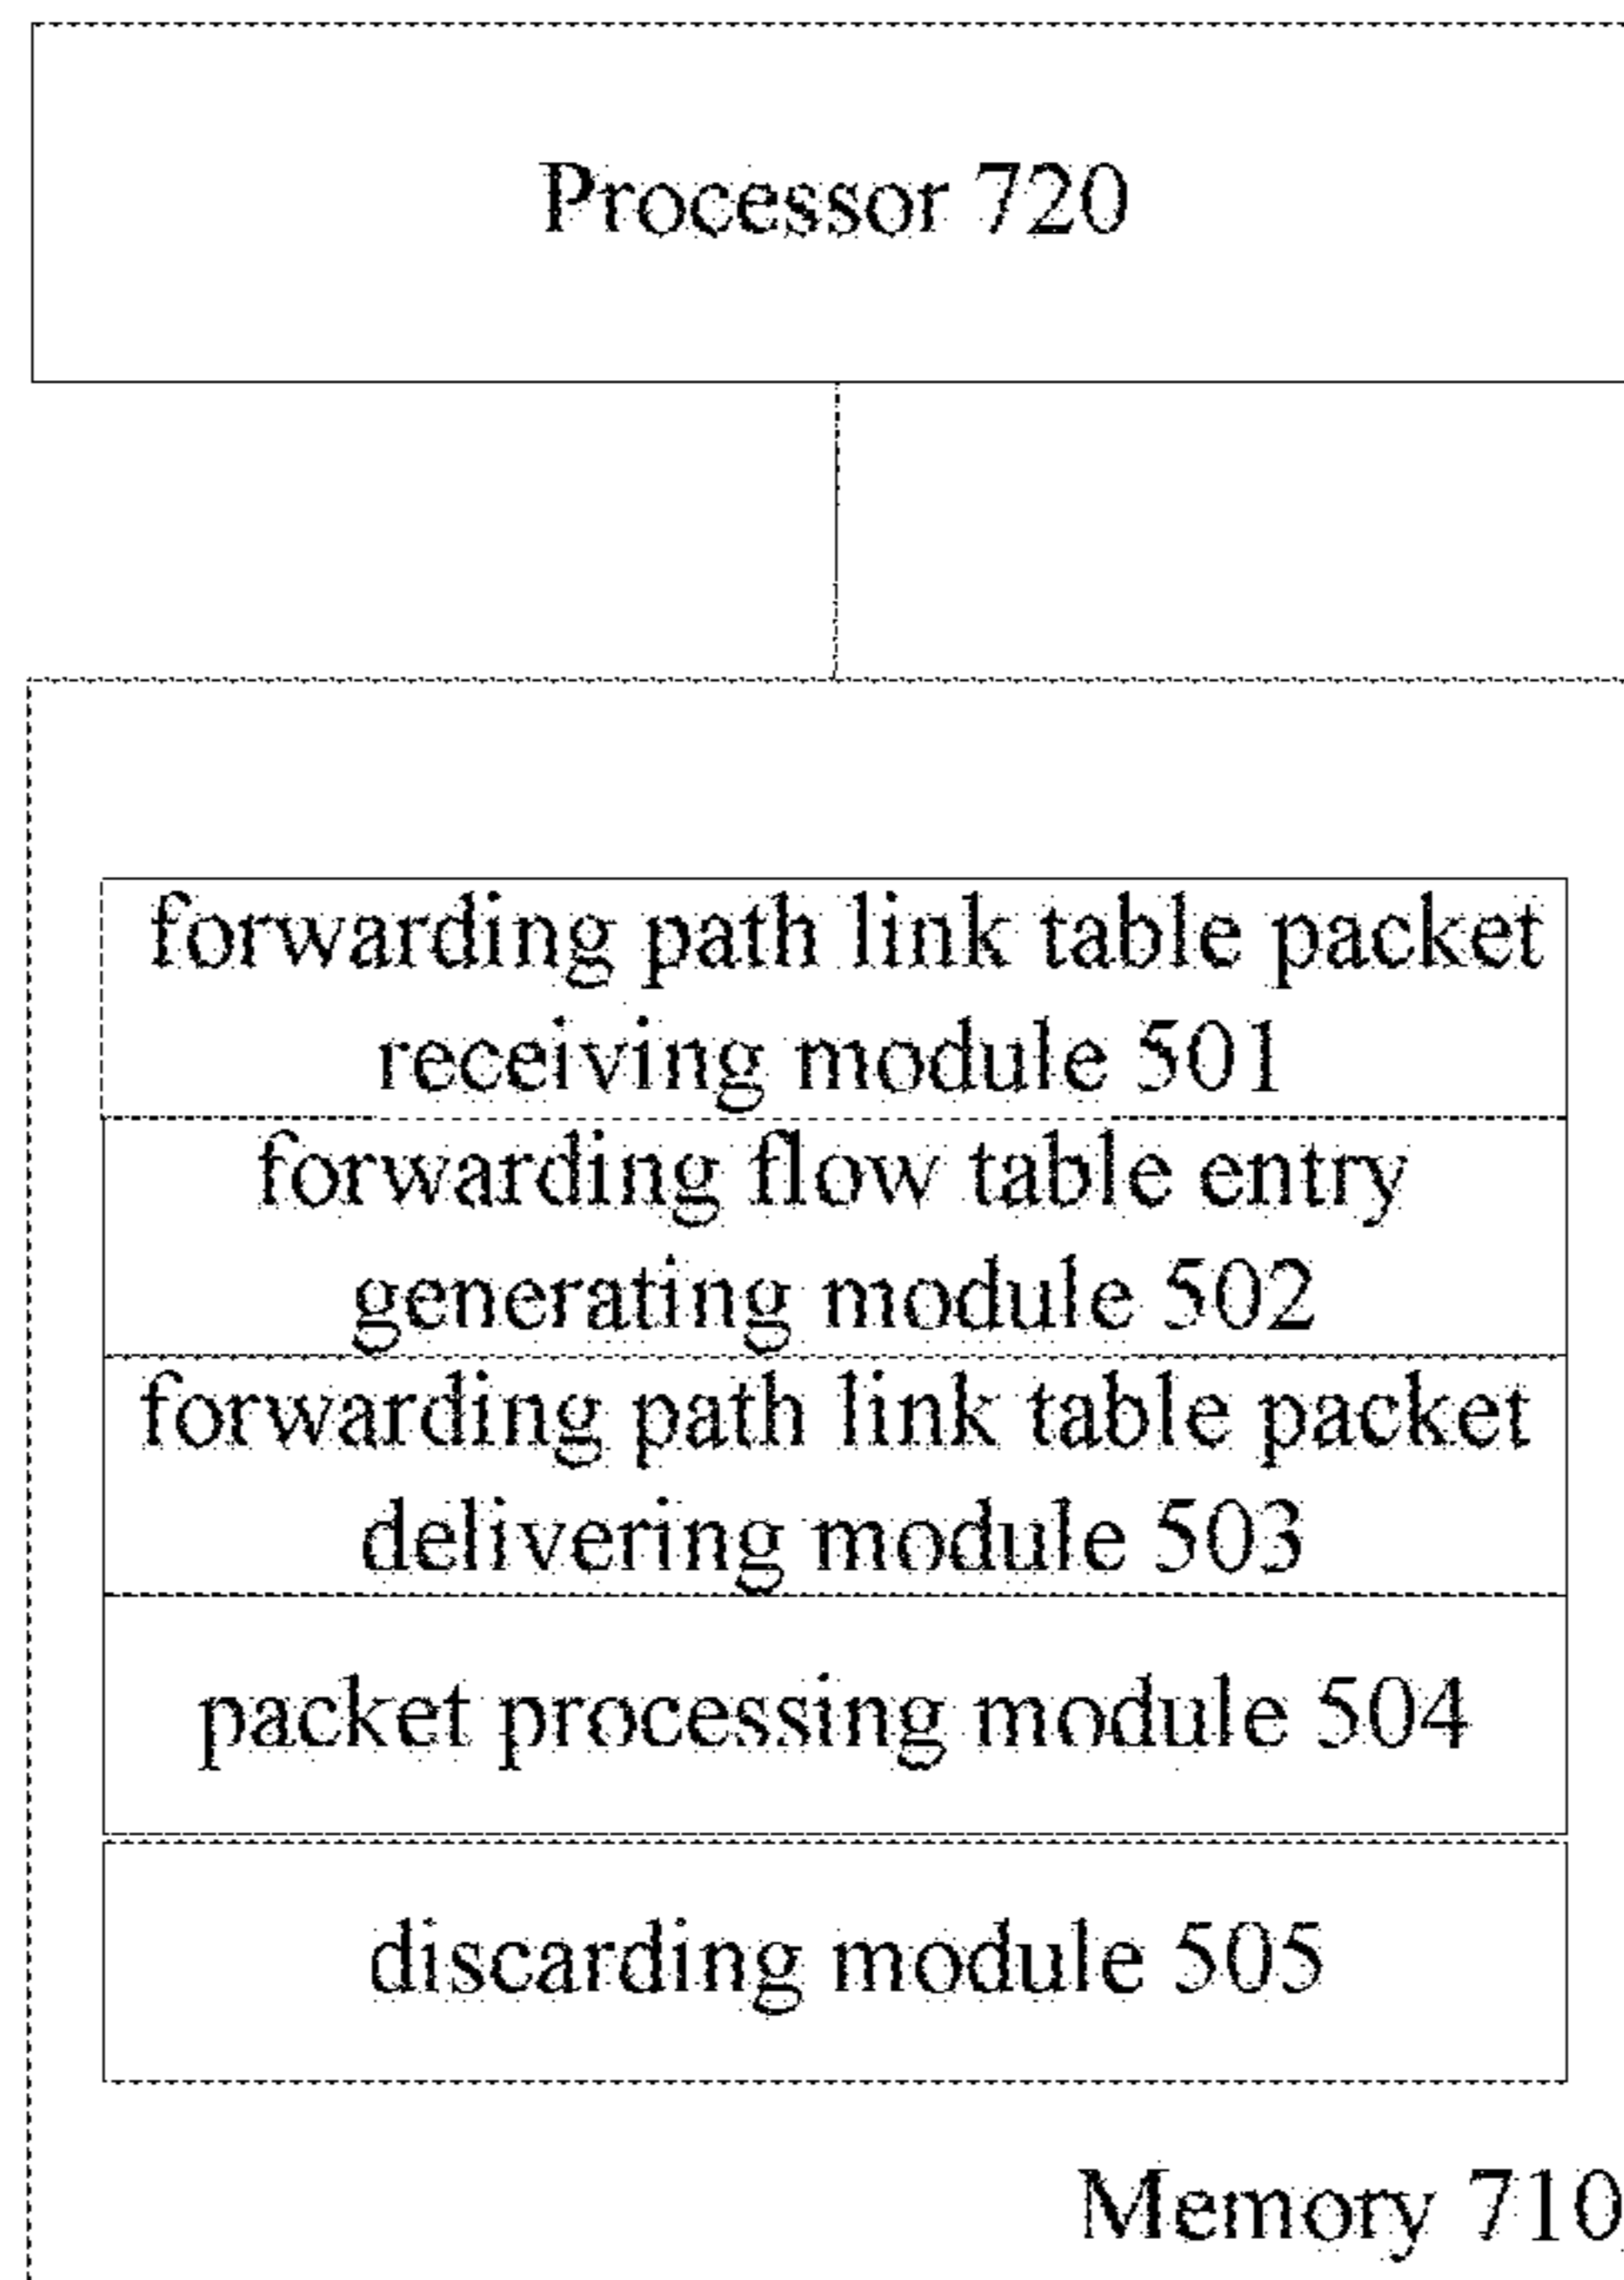 Processor 720
forwarding path link table packet
receiving module 501
forwarding flow table entry
generating module 502
forwarding path link table packet
delivering module 503
packet processing module 504
discarding module 505
Memory 710